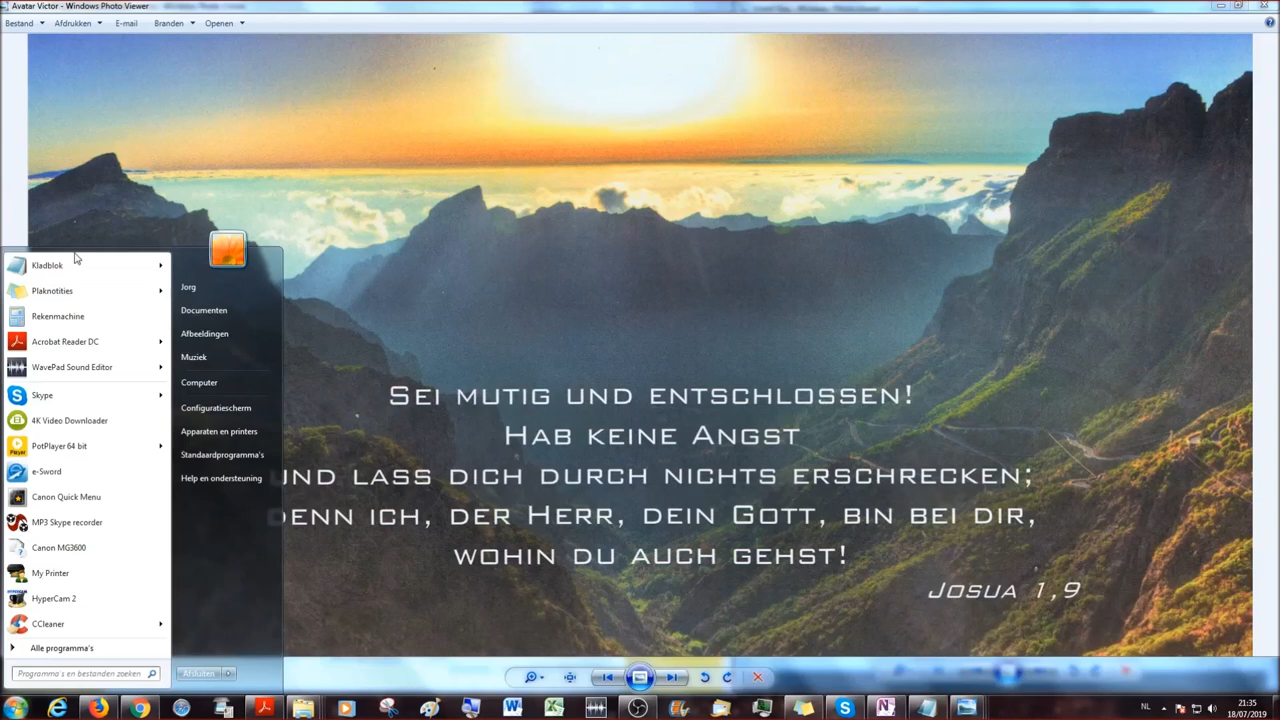 Avatar Victor - Windows Photo Viewer
Bestand
Afdrukken
E-mail
Branden
Openen
Kladblok
Plaknotities
Rekenmachine
Acrobat Reader DC
WavePad Sound Editor
Skype
4K Video Downloader
PotPlayer 64 bit
e-Sword
Canon Quick Menu
MP3 Skype recorder
Canon MG3600
My Printer
HyperCam 2
CCleaner
Alle programma's
Programma's en bestanden zoeken
Jorg
Documenten
Afbeeldingen
Muziek
Computer
Configuratiescherm
Apparaten en printers
Standaardprogramma's
Help en ondersteuning
Afsluiten
Sei mutig und entschlossen!
Hab keine Angst
und lass dich durch nichts erschrecken;
denn ich, der Herr, dein Gott, bin bei dir,
wohin du auch gehst!
Josua 1,9
NL
21:35
18/07/2019